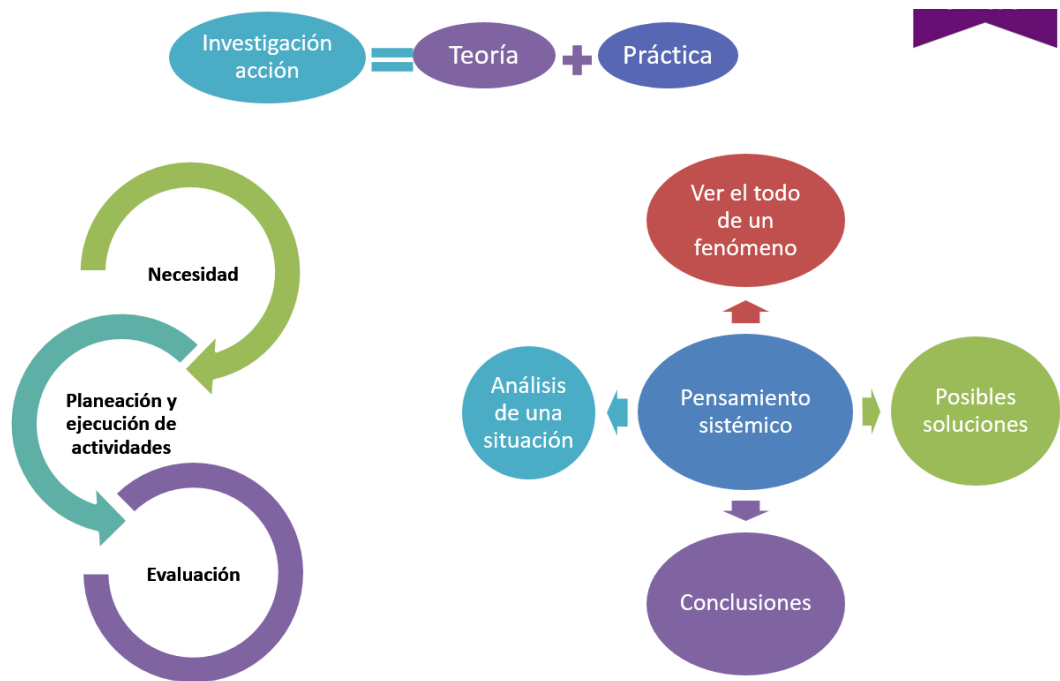 Investigación
acción
Teoría
Práctica
Necesidad
Planeación y
ejecución de
actividades
Evaluación
Ver el todo
de un
fenómeno
Análisis
de una
situación
Pensamiento
sistémico
Posibles
soluciones
Conclusiones